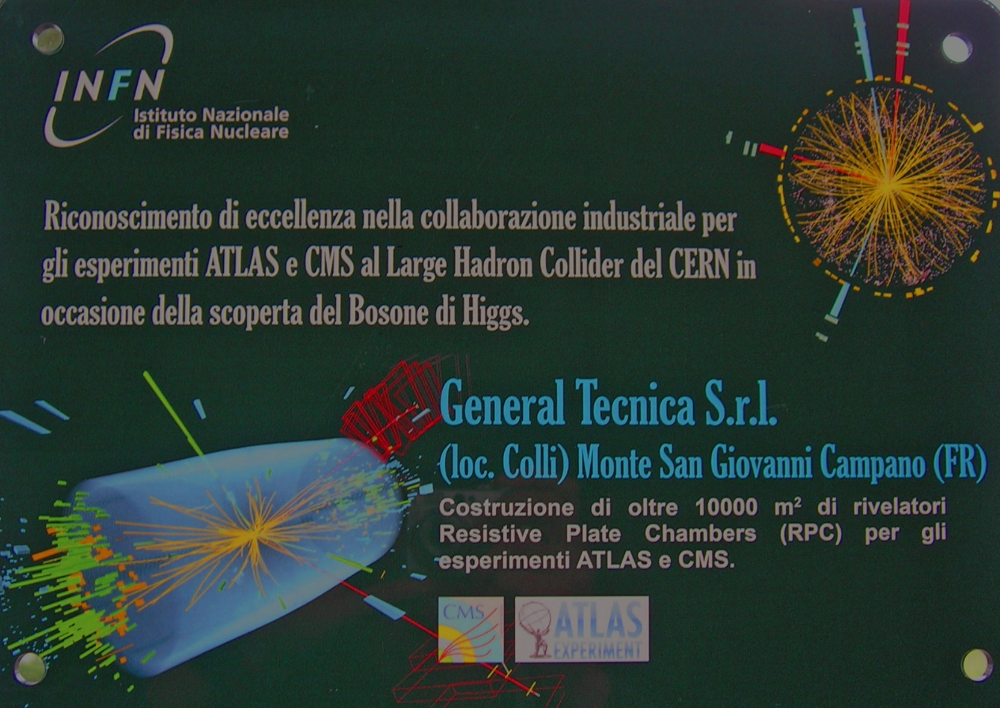 INFN
Istituto Nazionale
di Fisica Nucleare
Riconoscimento di eccellenza nella collaborazione industriale per
gli esperimenti ATLAS e CMS al Large Hadron Collider del CERN in
occasione della scoperta del Bosone di Higgs.
General Tecnica S.r.l.
(loc. Colli) Monte San Giovanni Campano (FR)
Costruzione di oltre 10000 m² di rivelatori
Resistive Plate Chambers (RPC) per gli
esperimenti ATLAS e CMS.
CMS
ATLAS
EXPERIMENT